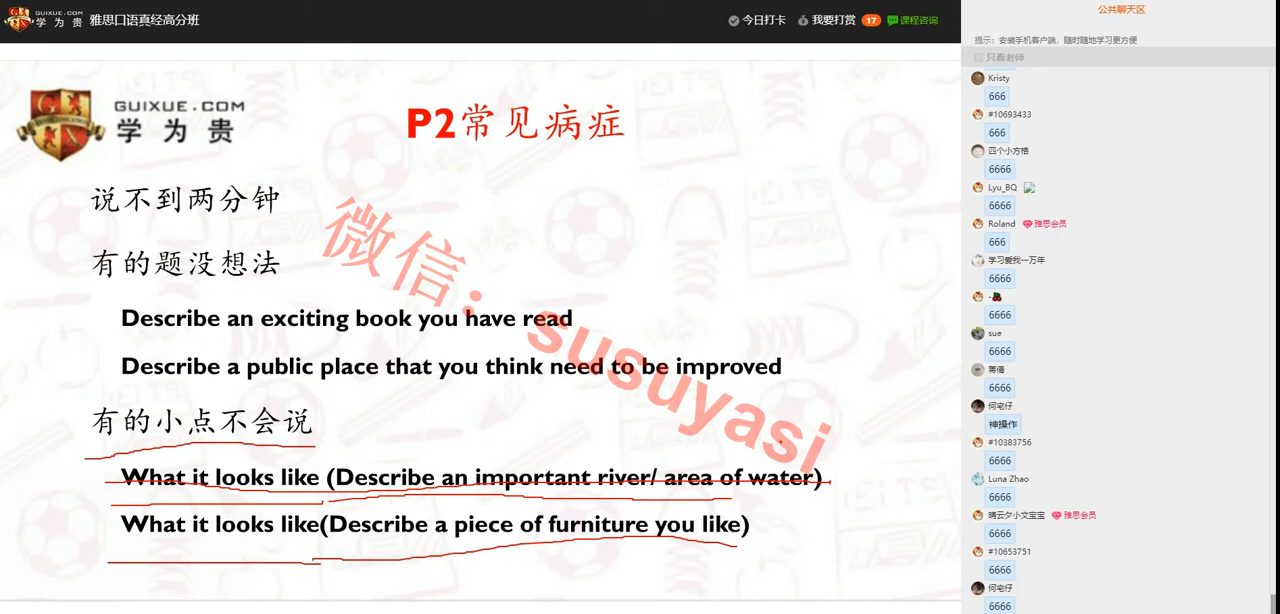 GUIXUE.COM
学为贵
雅思口语真经高分班
今日打卡
我要打赏
17
课程咨询
公共聊天区
提示：安装手机客户端，随时随地学习更方便
只看老师
GUIXUE.COM
学为贵
P2常见病症
说不到两分钟
有的题没想法
Describe an exciting book you have read
Describe a public place that you think need to be improved
有的小点不会说
What it looks like (Describe an important river/ area of water)
What it looks like(Describe a piece of furniture you like)
微信：susuyasi
Kristy
666
#10693433
666
四个小方格
6666
Lyu_BQ
6666
Roland 雅思会员
666
学习爱我一万年
6666
-
6666
sue
6666
蒋倩
6666
何宅仔
神操作
#10383756
6666
Luna Zhao
6666
晴云夕小文宝宝 雅思会员
6666
#10653751
6666
何宅仔
6666